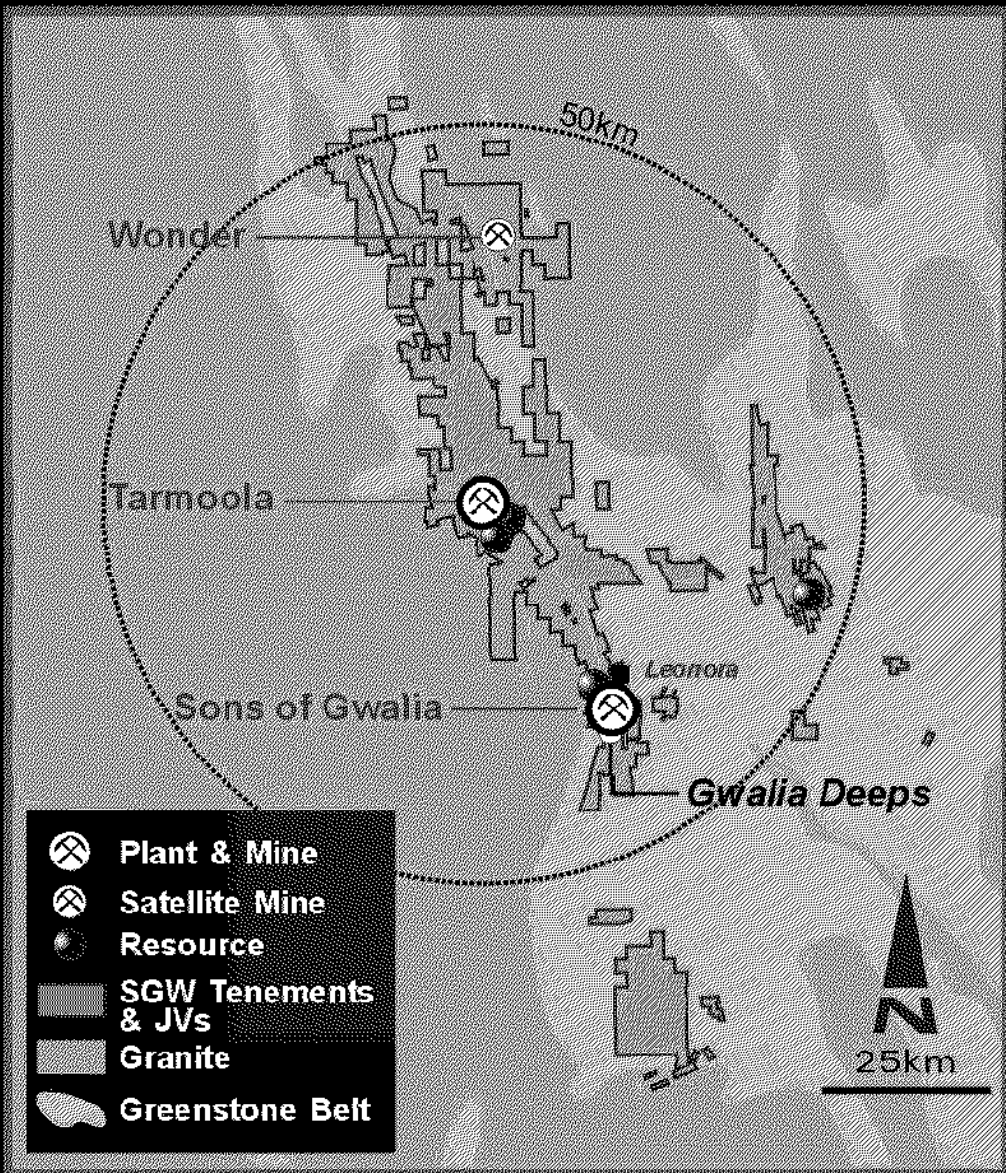 50km
Wonder
Tarmoola
Leonora
Sons of Gwalia
Gwalia Deeps
Plant & Mine
Satellite Mine
Resource
SGW Tenements
& JVs
Granite
Greenstone Belt
N
25km